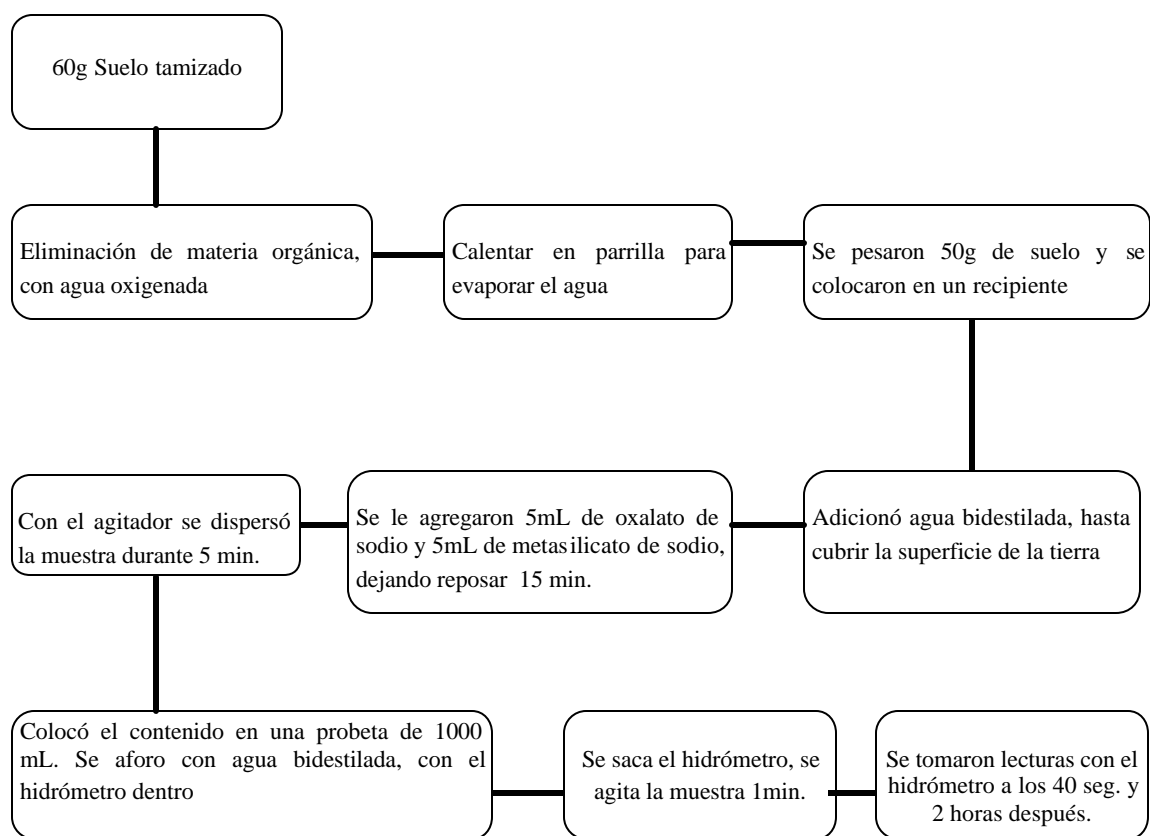 60g Suelo tamizado
Eliminación de materia orgánica,
con agua oxigenada
Calentar en parrilla para
evaporar el agua
Se pesaron 50g de suelo y se
colocaron en un recipiente
Adicionó agua bidestilada, hasta
cubrir la superficie de la tierra
Se le agregaron 5mL de oxalato de
sodio y 5mL de metasilicato de sodio,
dejando reposar 15 min.
Con el agitador se dispersó
la muestra durante 5 min.
Colocó el contenido en una probeta de 1000
mL. Se aforo con agua bidestilada, con el
hidrómetro dentro
Se saca el hidrómetro, se
agita la muestra 1min.
Se tomaron lecturas con el
hidrómetro a los 40 seg. y
2 horas después.